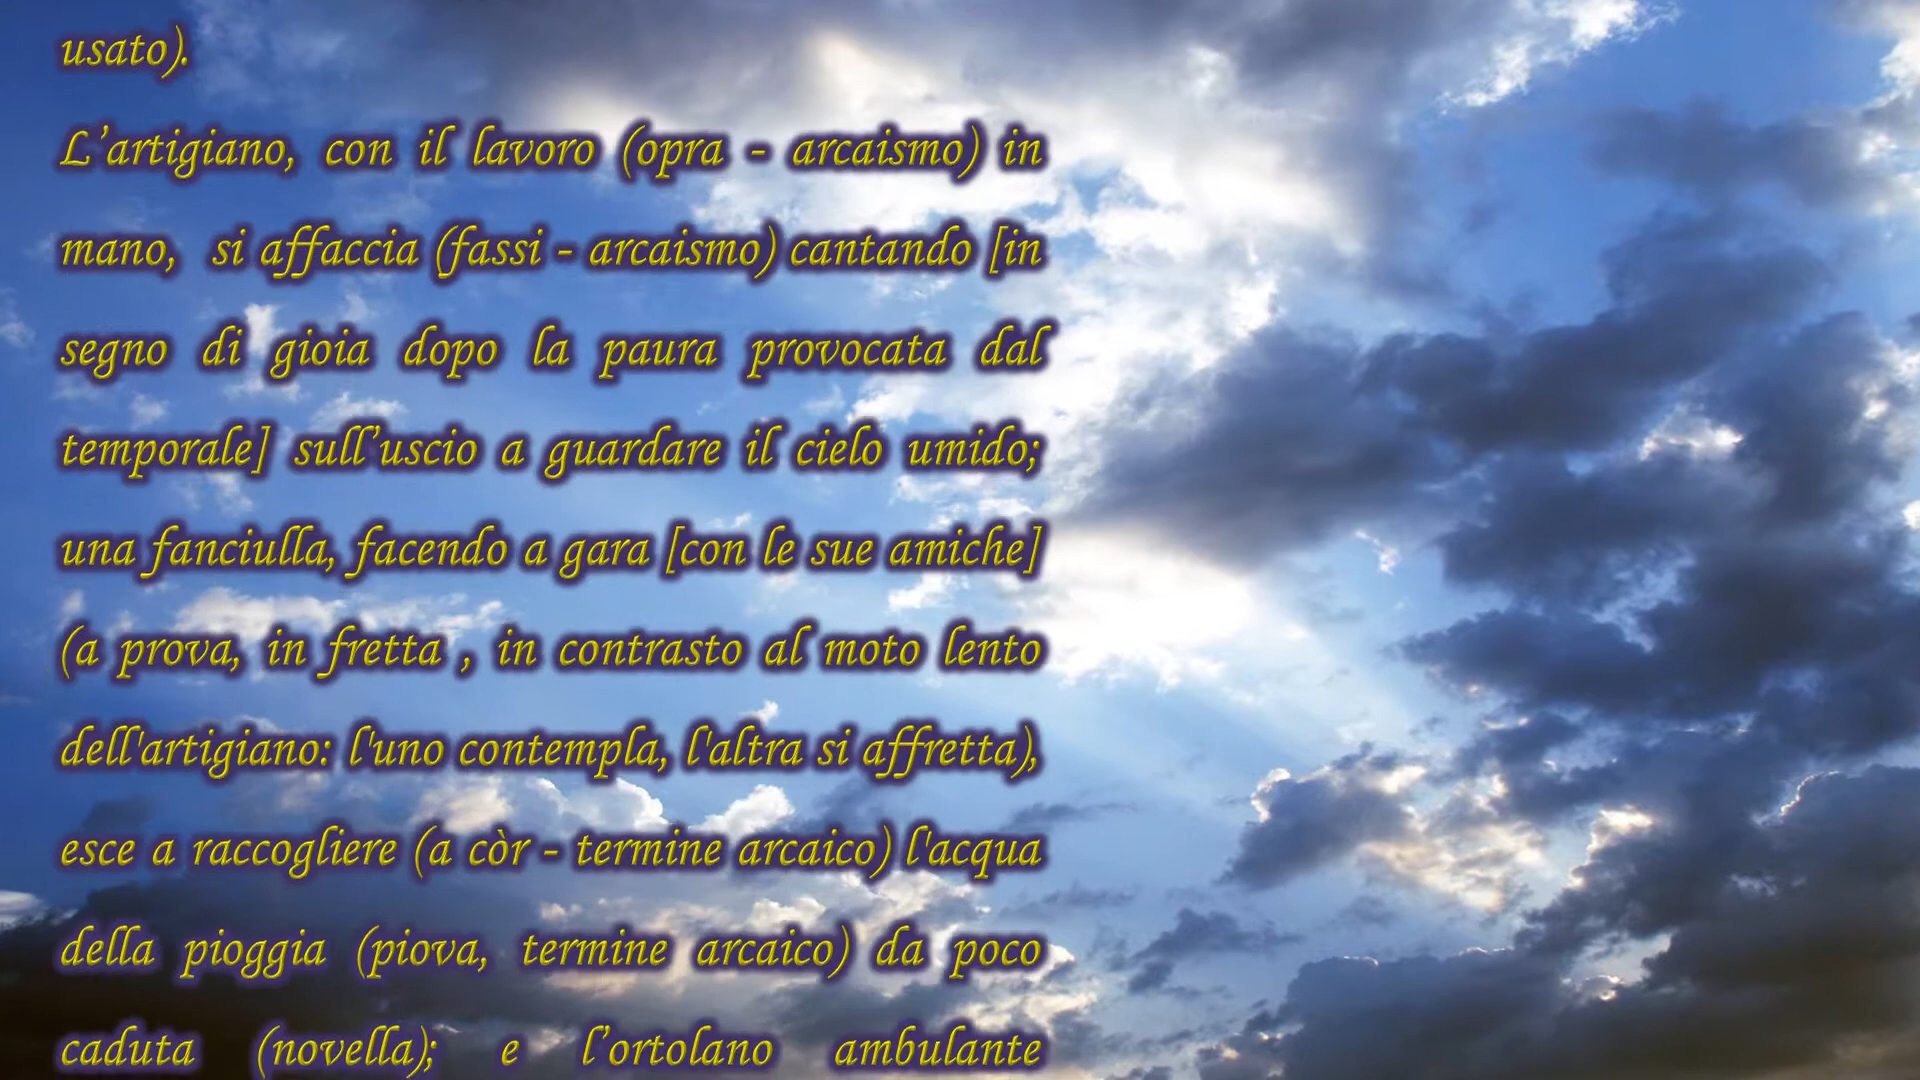 usato).
L’artigiano, con il lavoro (opra - arcaismo) in
mano, si affaccia (fassi - arcaismo) cantando [in
segno di gioia dopo la paura provocata dal
temporale] sull’uscio a guardare il cielo umido;
una fanciulla, facendo a gara [con le sue amiche]
(a prova, in fretta , in contrasto al moto lento
dell'artigiano: l'uno contempla, l'altra si affretta),
esce a raccogliere (a còr - termine arcaico) l'acqua
della pioggia (piova, termine arcaico) da poco
caduta (novella); e l’ortolano ambulante